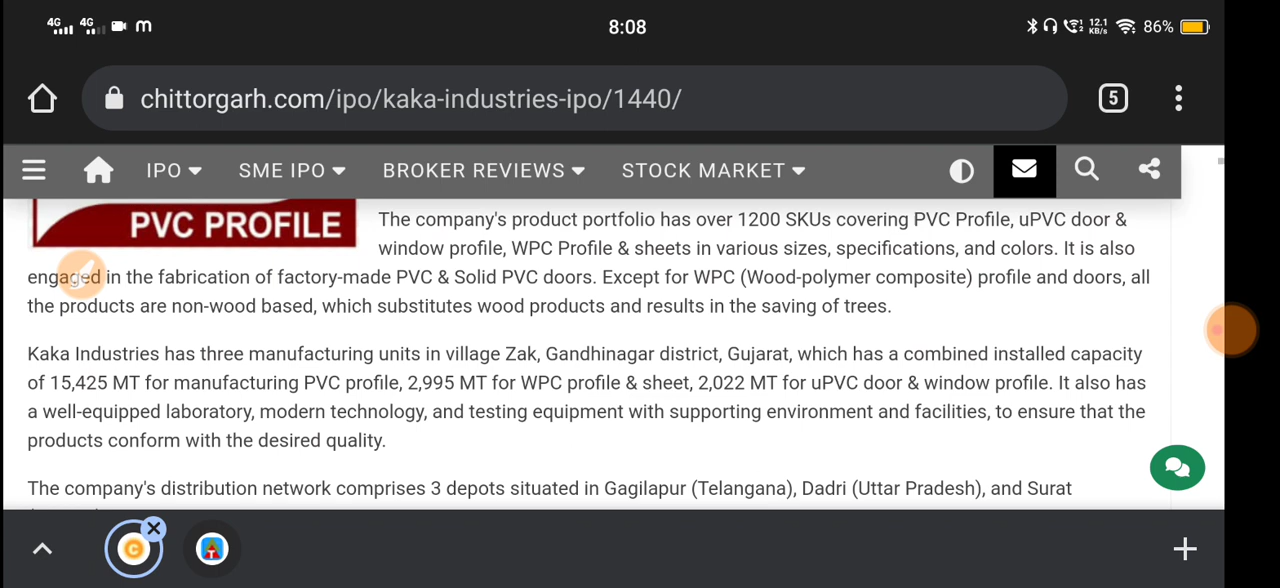 4G 4G m 8:08 12.1 KB/s 86%
chittorgarh.com/ipo/kaka-industries-ipo/1440/ 5
IPO SME IPO BROKER REVIEWS STOCK MARKET
PVC PROFILE
The company's product portfolio has over 1200 SKUs covering PVC Profile, uPVC door &
window profile, WPC Profile & sheets in various sizes, specifications, and colors. It is also
engaged in the fabrication of factory-made PVC & Solid PVC doors. Except for WPC (Wood-polymer composite) profile and doors, all
the products are non-wood based, which substitutes wood products and results in the saving of trees.
Kaka Industries has three manufacturing units in village Zak, Gandhinagar district, Gujarat, which has a combined installed capacity
of 15,425 MT for manufacturing PVC profile, 2,995 MT for WPC profile & sheet, 2,022 MT for uPVC door & window profile. It also has
a well-equipped laboratory, modern technology, and testing equipment with supporting environment and facilities, to ensure that the
products conform with the desired quality.
The company's distribution network comprises 3 depots situated in Gagilapur (Telangana), Dadri (Uttar Pradesh), and Surat